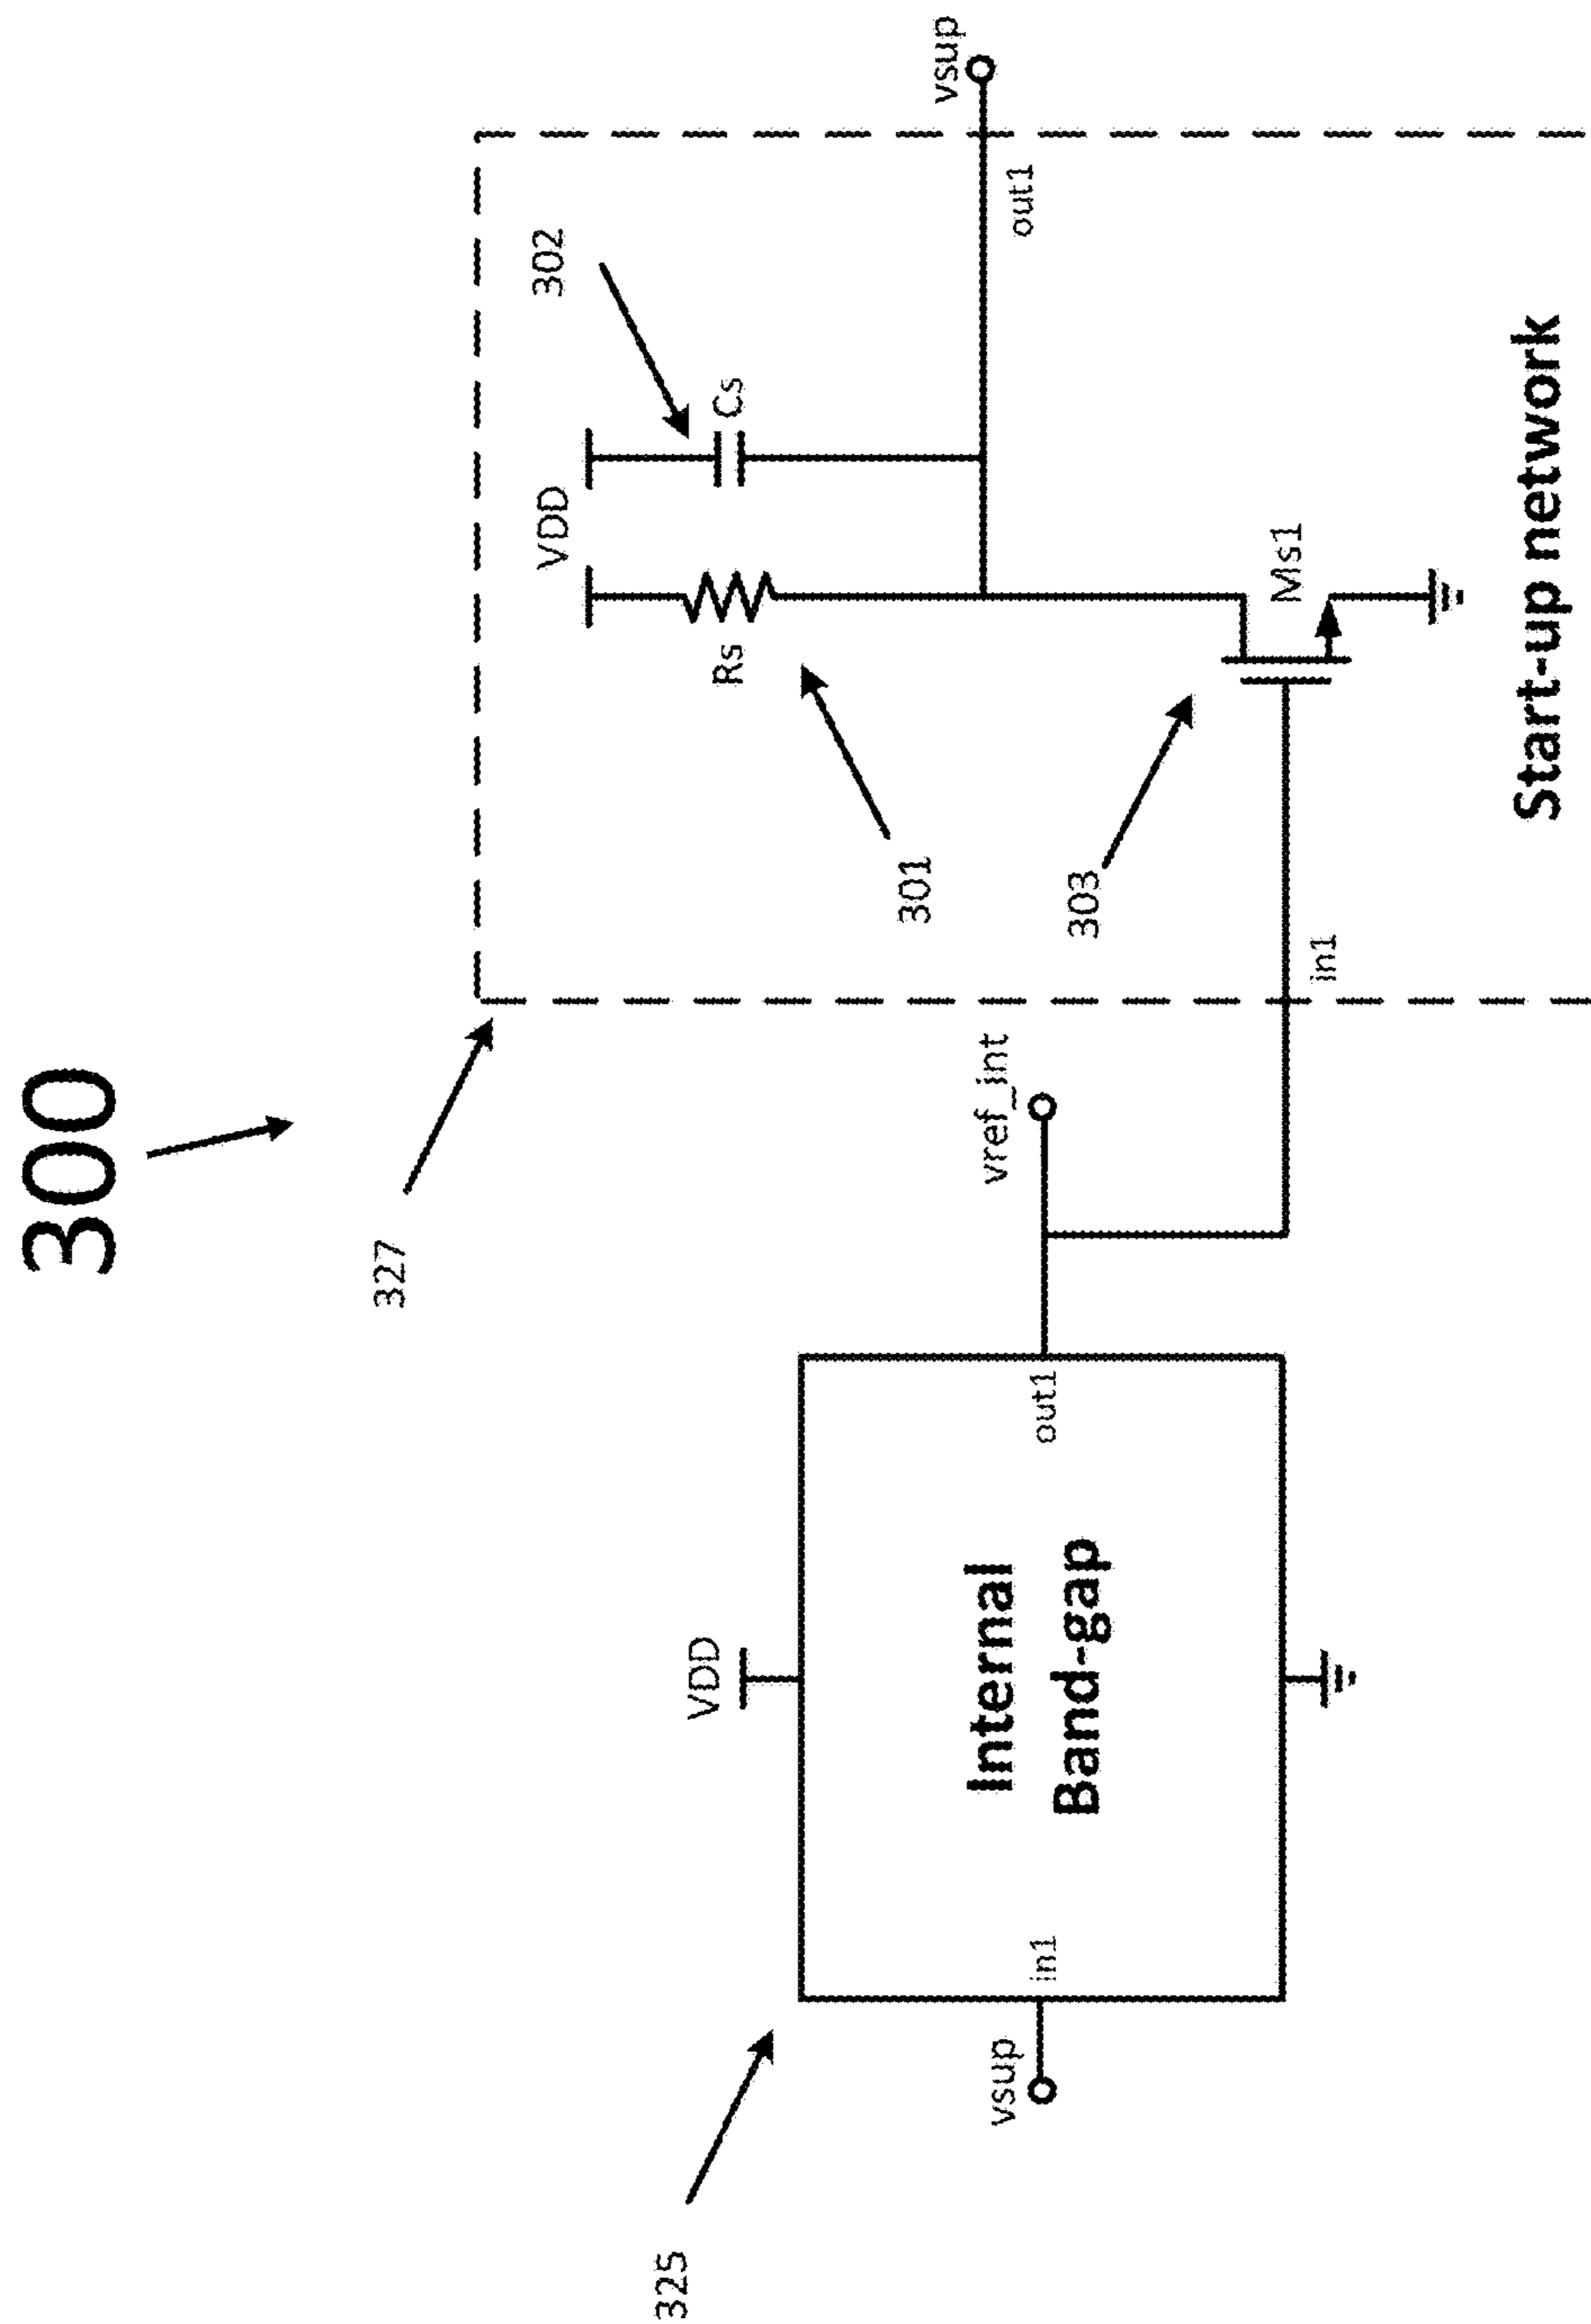 300
327
302
VDD
Cs
Rs
vsup
out1
301
303
Ms1
in1
Start-up network
vref_int
325
VDD
vsup
in1
Internal
Band-gap
out1